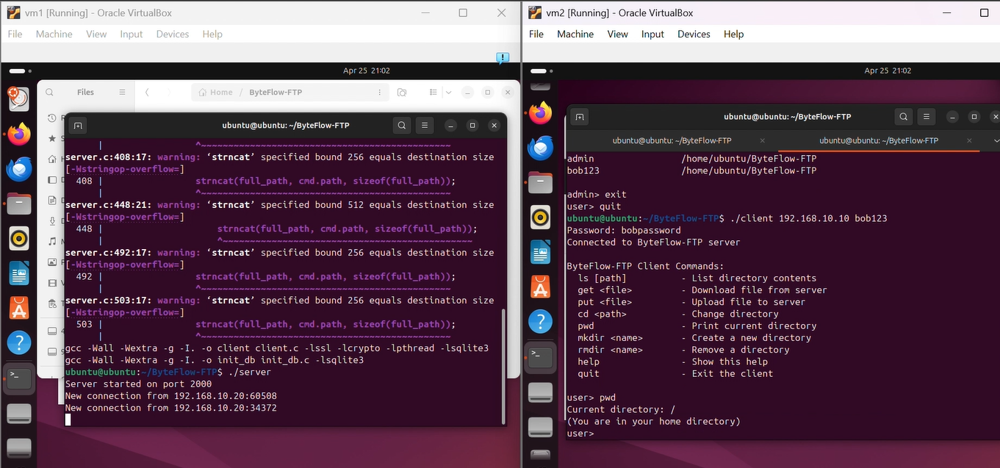 vm1 [Running] - Oracle VirtualBox
File Machine View Input Devices Help
Apr 25 21:02
Files
Home / ByteFlow-FTP
ubuntu@ubuntu: ~/ByteFlow-FTP
|                 ^~~~~~~~~~~~~~~~~~~~~~~~~~~~~~~~~~~~~~~~~~~
server.c:408:17: warning: ‘strncat’ specified bound 256 equals destination size
[-Wstringop-overflow=]
408 |                 strncat(full_path, cmd.path, sizeof(full_path));
|                 ^~~~~~~~~~~~~~~~~~~~~~~~~~~~~~~~~~~~~~~~~~~
server.c:448:21: warning: ‘strncat’ specified bound 512 equals destination size
[-Wstringop-overflow=]
448 |                     strncat(full_path, cmd.path, sizeof(full_path));
|                     ^~~~~~~~~~~~~~~~~~~~~~~~~~~~~~~~~~~~~~~~~~~
server.c:492:17: warning: ‘strncat’ specified bound 256 equals destination size
[-Wstringop-overflow=]
492 |                 strncat(full_path, cmd.path, sizeof(full_path));
|                 ^~~~~~~~~~~~~~~~~~~~~~~~~~~~~~~~~~~~~~~~~~~
server.c:503:17: warning: ‘strncat’ specified bound 256 equals destination size
[-Wstringop-overflow=]
503 |                 strncat(full_path, cmd.path, sizeof(full_path));
|                 ^~~~~~~~~~~~~~~~~~~~~~~~~~~~~~~~~~~~~~~~~~~
gcc -Wall -Wextra -g -I. -o client client.c -lssl -lcrypto -lpthread -lsqlite3
gcc -Wall -Wextra -g -I. -o init_db init_db.c -lsqlite3
ubuntu@ubuntu:~/ByteFlow-FTP$ ./server
Server started on port 2000
New connection from 192.168.10.20:60508
New connection from 192.168.10.20:34372
vm2 [Running] - Oracle VirtualBox
File Machine View Input Devices Help
Apr 25 21:02
ubuntu@ubuntu: ~/ByteFlow-FTP
ubuntu@ubuntu: ~/ByteFlow-FTP
ubuntu@ubuntu: ~/ByteFlow-FTP
admin /home/ubuntu/ByteFlow-FTP
bob123 /home/ubuntu/ByteFlow-FTP
admin> exit
user> quit
ubuntu@ubuntu:~/ByteFlow-FTP$ ./client 192.168.10.10 bob123
Password: bobpassword
Connected to ByteFlow-FTP server
ByteFlow-FTP Client Commands:
ls [path] - List directory contents
get <file> - Download file from server
put <file> - Upload file to server
cd <path> - Change directory
pwd - Print current directory
mkdir <name> - Create a new directory
rmdir <name> - Remove a directory
help - Show this help
quit - Exit the client
user> pwd
Current directory: /
(You are in your home directory)
user>